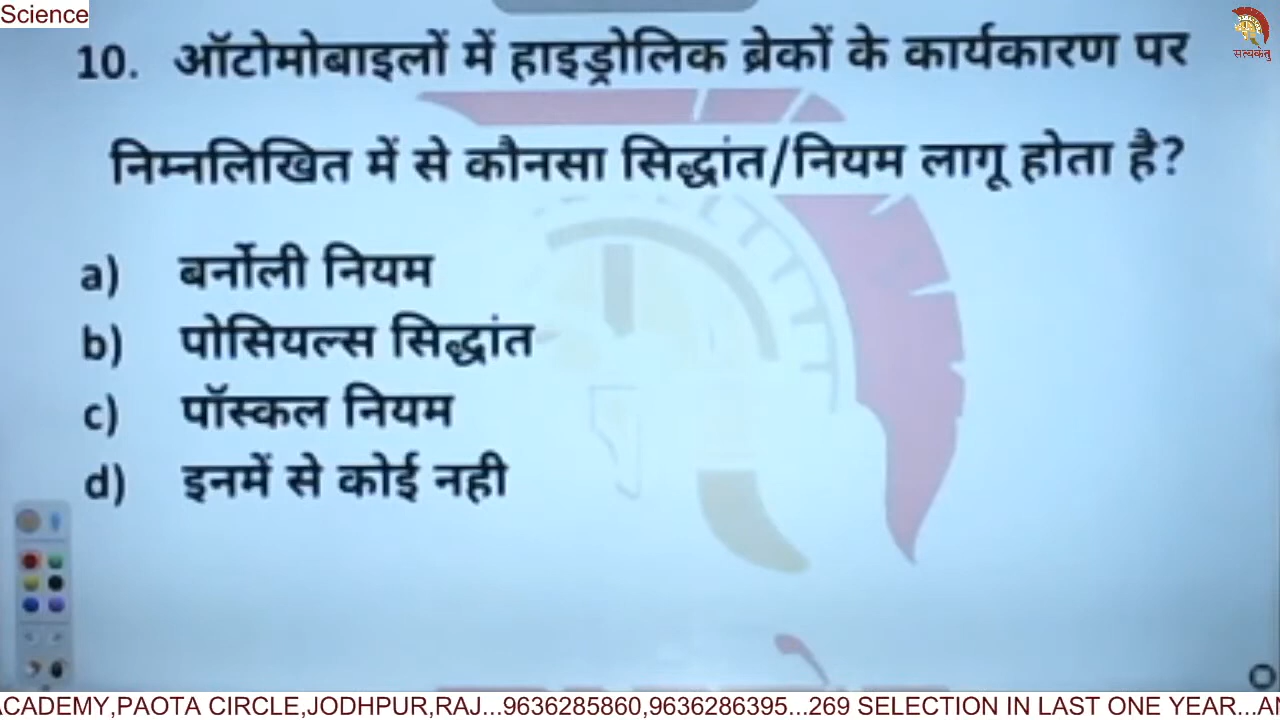 Science
सत्यकेतु
10. ऑटोमोबाइलों में हाइड्रोलिक ब्रेकों के कार्यकारण पर
निम्नलिखित में से कौनसा सिद्धांत/नियम लागू होता है?
a) बर्नोली नियम
b) पोसियल्स सिद्धांत
c) पॉस्कल नियम
d) इनमें से कोई नही
CADEMY,PAOTA CIRCLE,JODHPUR,RAJ...9636285860,9636286395...269 SELECTION IN LAST ONE YEAR...Al